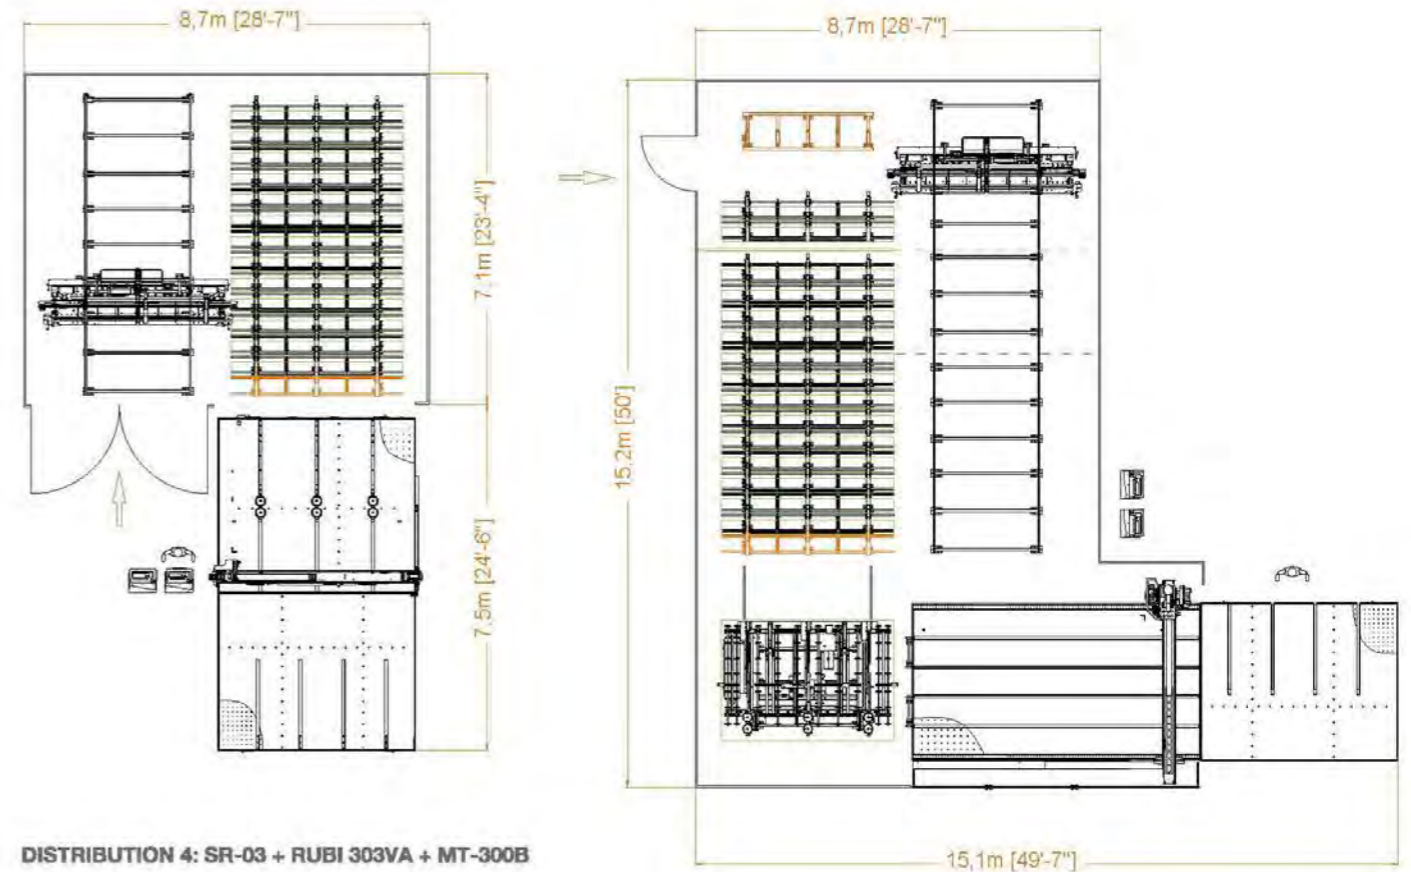 8,7m [28'-7"]
8,7m [28'-7"]
7,1m [23'-4"]
15,2m [50']
7,5m [24'-6"]
DISTRIBUTION 4: SR-03 + RUBI 303VA + MT-300B
15,1m [49'-7"]